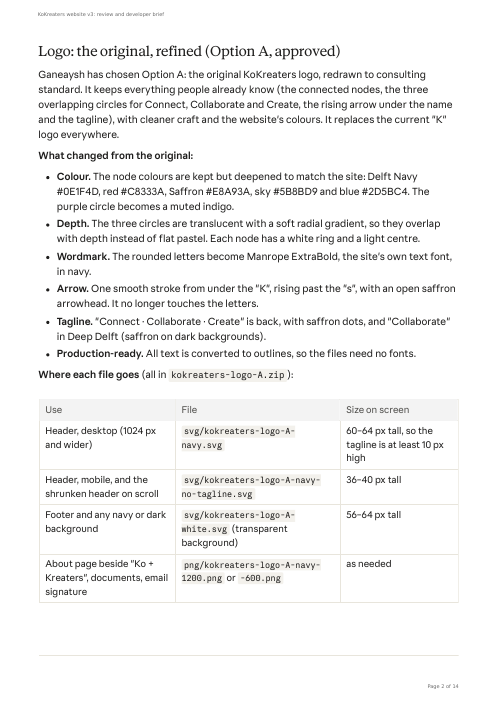 KoKreaters website v3: review and developer brief
Logo: the original, refined (Option A, approved)
Ganeaysh has chosen Option A: the original KoKreaters logo, redrawn to consulting
standard. It keeps everything people already know (the connected nodes, the three
overlapping circles for Connect, Collaborate and Create, the rising arrow under the name
and the tagline), with cleaner craft and the website's colours. It replaces the current "K"
logo everywhere.
What changed from the original:
• Colour. The node colours are kept but deepened to match the site: Delft Navy
#0E1F4D, red #C8333A, Saffron #E8A93A, sky #5B8BD9 and blue #2D5BC4. The
purple circle becomes a muted indigo.
• Depth. The three circles are translucent with a soft radial gradient, so they overlap
with depth instead of flat pastel. Each node has a white ring and a light centre.
• Wordmark. The rounded letters become Manrope ExtraBold, the site's own text font,
in navy.
• Arrow. One smooth stroke from under the "K", rising past the "s", with an open saffron
arrowhead. It no longer touches the letters.
• Tagline. "Connect · Collaborate · Create" is back, with saffron dots, and "Collaborate"
in Deep Delft (saffron on dark backgrounds).
• Production-ready. All text is converted to outlines, so the files need no fonts.
Where each file goes (all in kokreaters-logo-A.zip):
Use File Size on screen
Header, desktop (1024 px svg/kokreaters-logo-A- 60–64 px tall, so the
and wider) navy.svg tagline is at least 10 px
high
Header, mobile, and the svg/kokreaters-logo-A-navy- 36–40 px tall
shrunken header on scroll no-tagline.svg
Footer and any navy or dark svg/kokreaters-logo-A- 56–64 px tall
background white.svg (transparent
background)
About page beside "Ko + png/kokreaters-logo-A-navy- as needed
Kreaters", documents, email 1200.png or -600.png
signature
Page 2 of 14